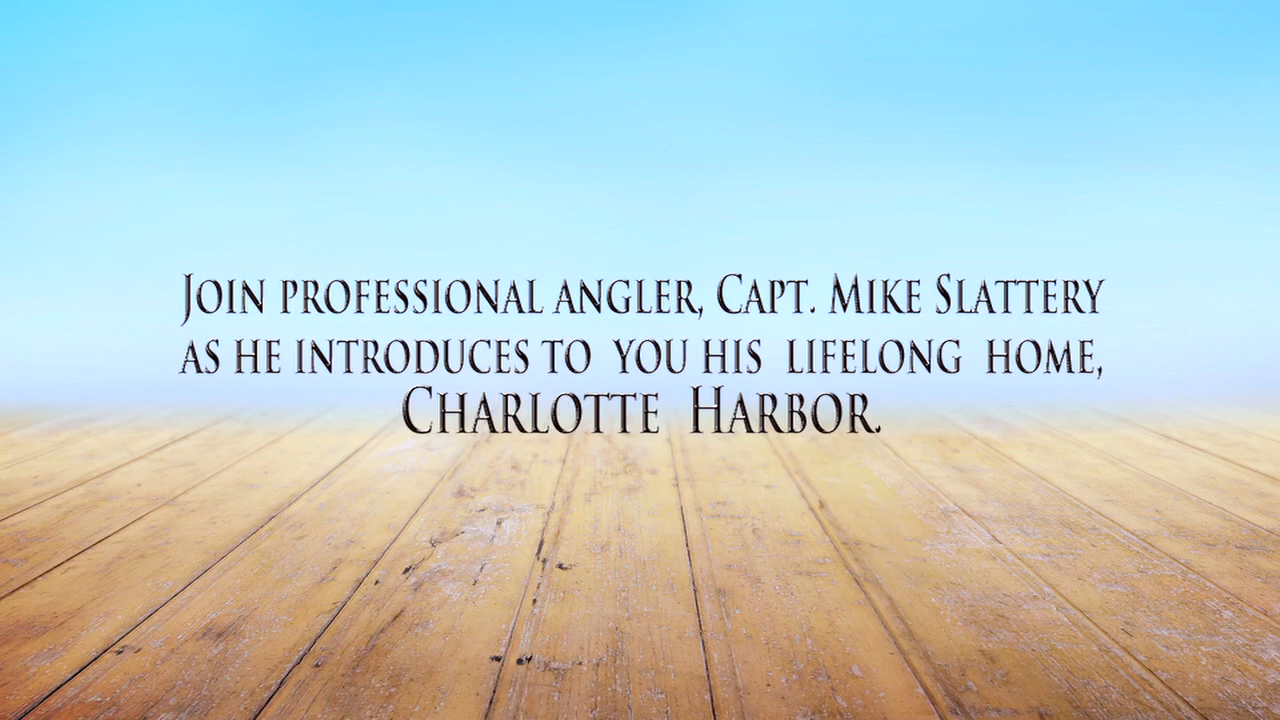 Join professional angler, Capt. Mike Slattery
as he introduces to you his lifelong home,
Charlotte Harbor.